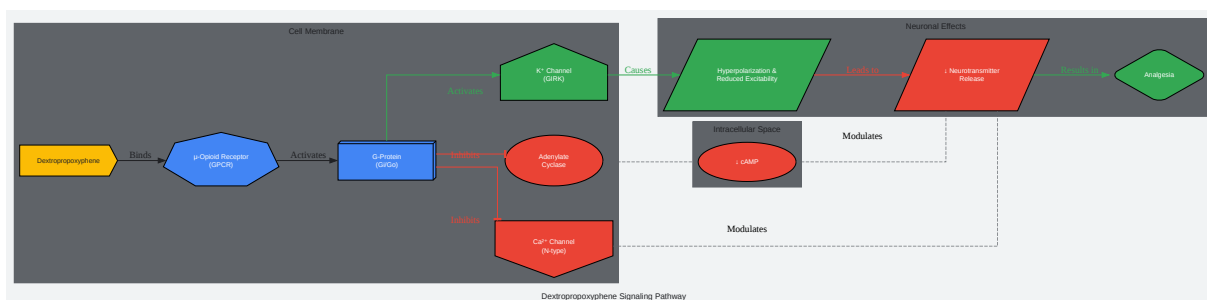 Cell Membrane
Neuronal Effects
K⁺ Channel
(GIRK)
Causes
Hyperpolarization &
Reduced Excitability
Leads to
↓ Neurotransmitter
Release
Results in
Analgesia
Activates
Intracellular Space
Modulates
Dextropropoxyphene
Binds
μ-Opioid Receptor
(GPCR)
Activates
G-Protein
(Gi/Go)
Inhibits
Adenylate
Cyclase
↓ cAMP
Inhibits
Modulates
Ca²⁺ Channel
(N-type)
Dextropropoxyphene Signaling Pathway